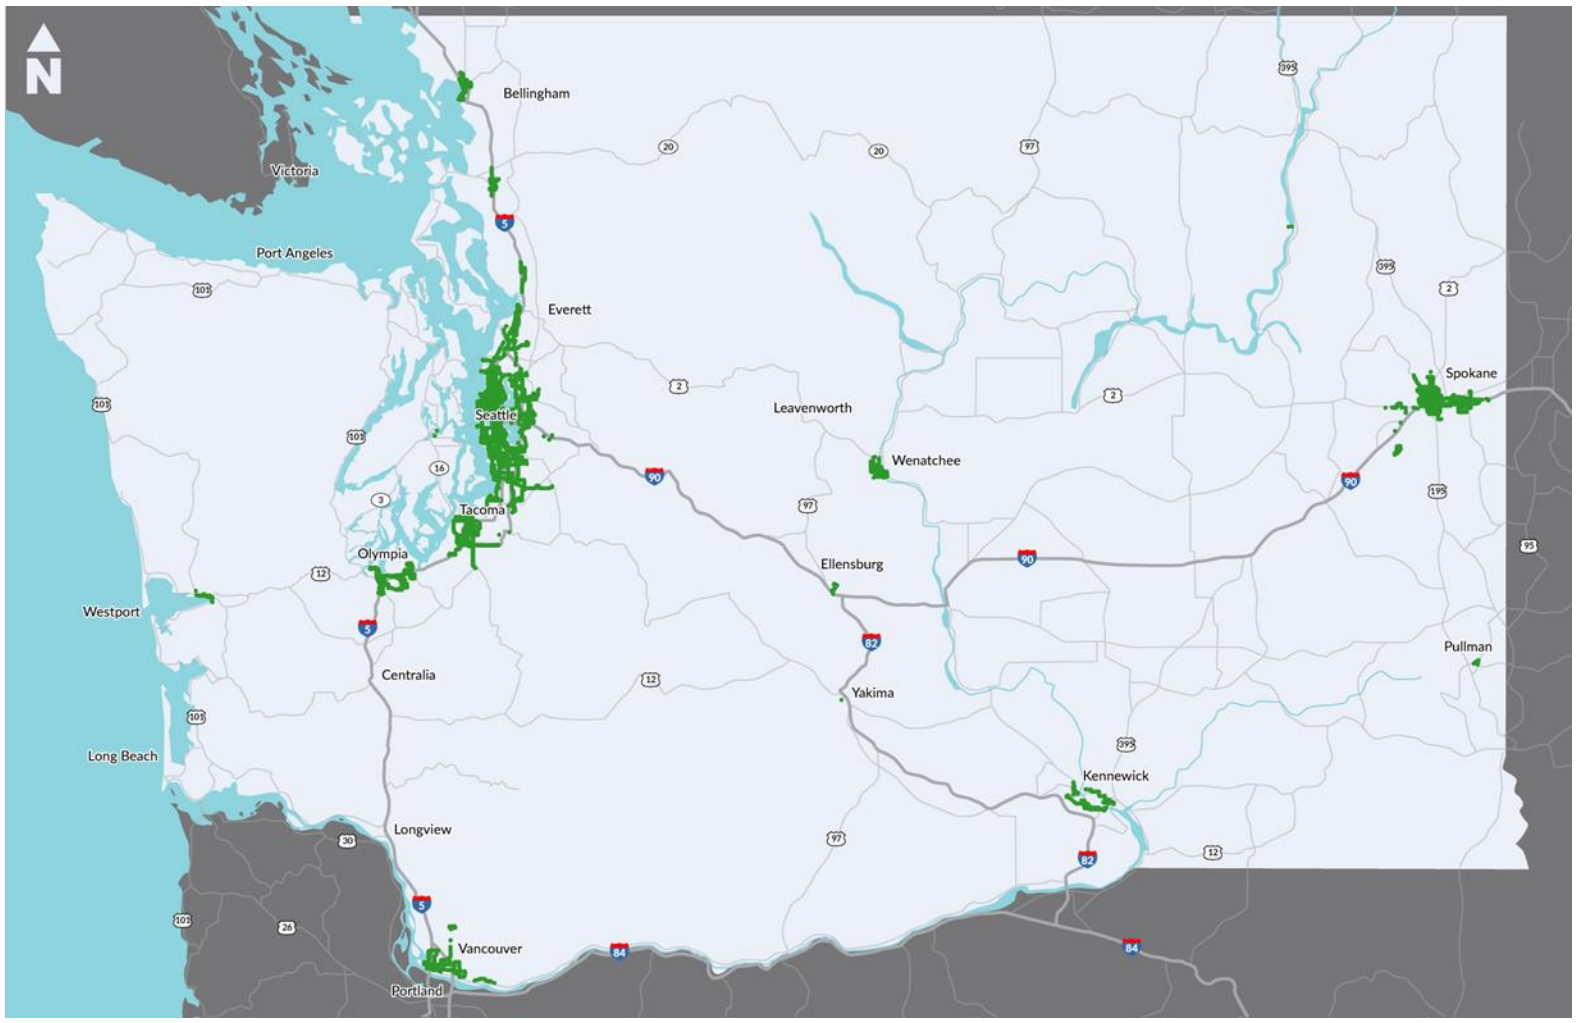 N
Bellingham
395
20
20
97
Victoria
5
Port Angeles
101
395
2
Everett
Spokane
2
2
101
Leavenworth
Seattle
101
Wenatchee
16
90
90
195
3
97
Tacoma
95
Olympia
90
12
Ellensburg
Westport
5
82
Pullman
Centralia
12
Yakima
101
395
Long Beach
Kennewick
Longview
30
97
12
82
5
101
26
Vancouver
84
84
Portland